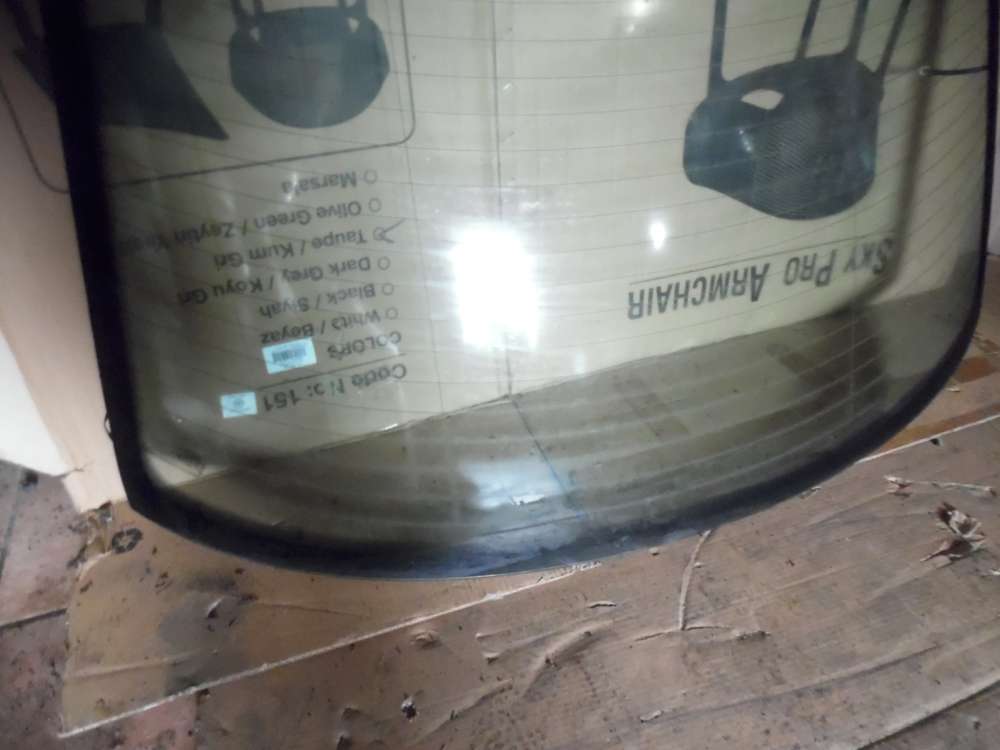 SKY PRO ARMCHAIR
Code No: 151
COLORS
White / Beyaz
Black / Siyah
Dark Grey / Koyu Gri
Taupe / Kum Gri
Olive Green / Zeytin
Marsala